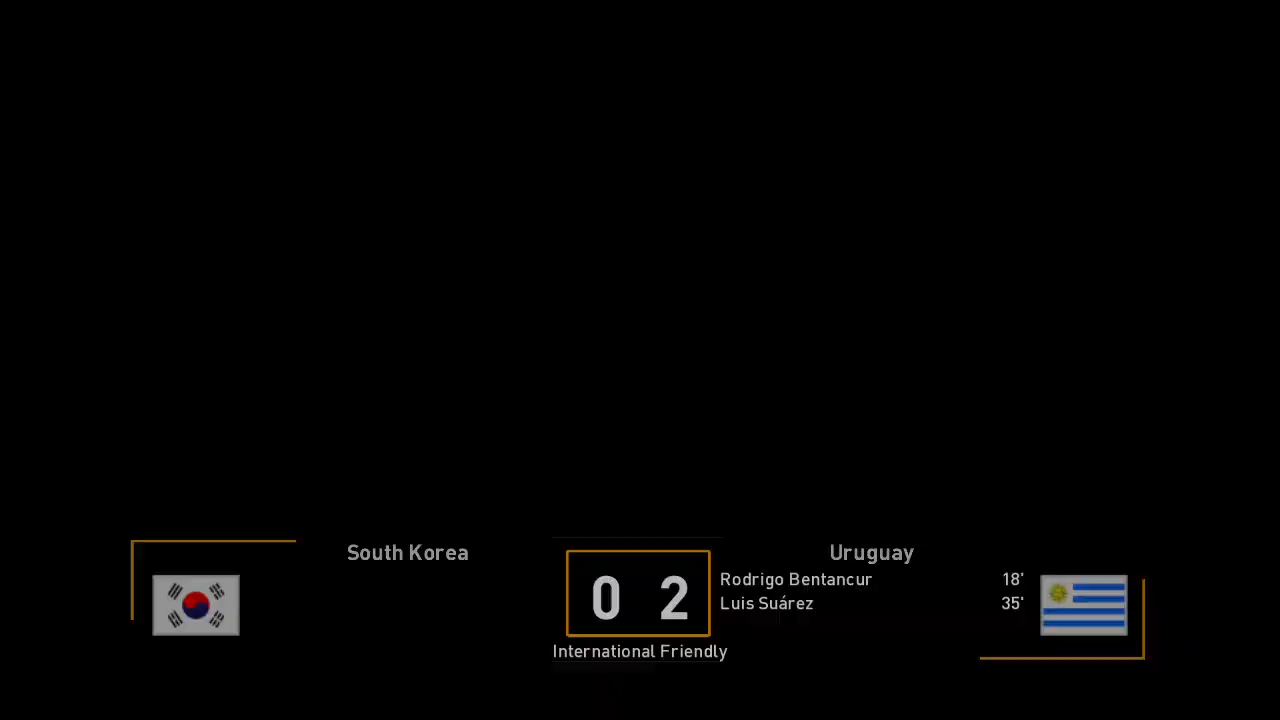 South Korea
Uruguay
0 2
Rodrigo Bentancur 18'
Luis Suárez 35'
International Friendly